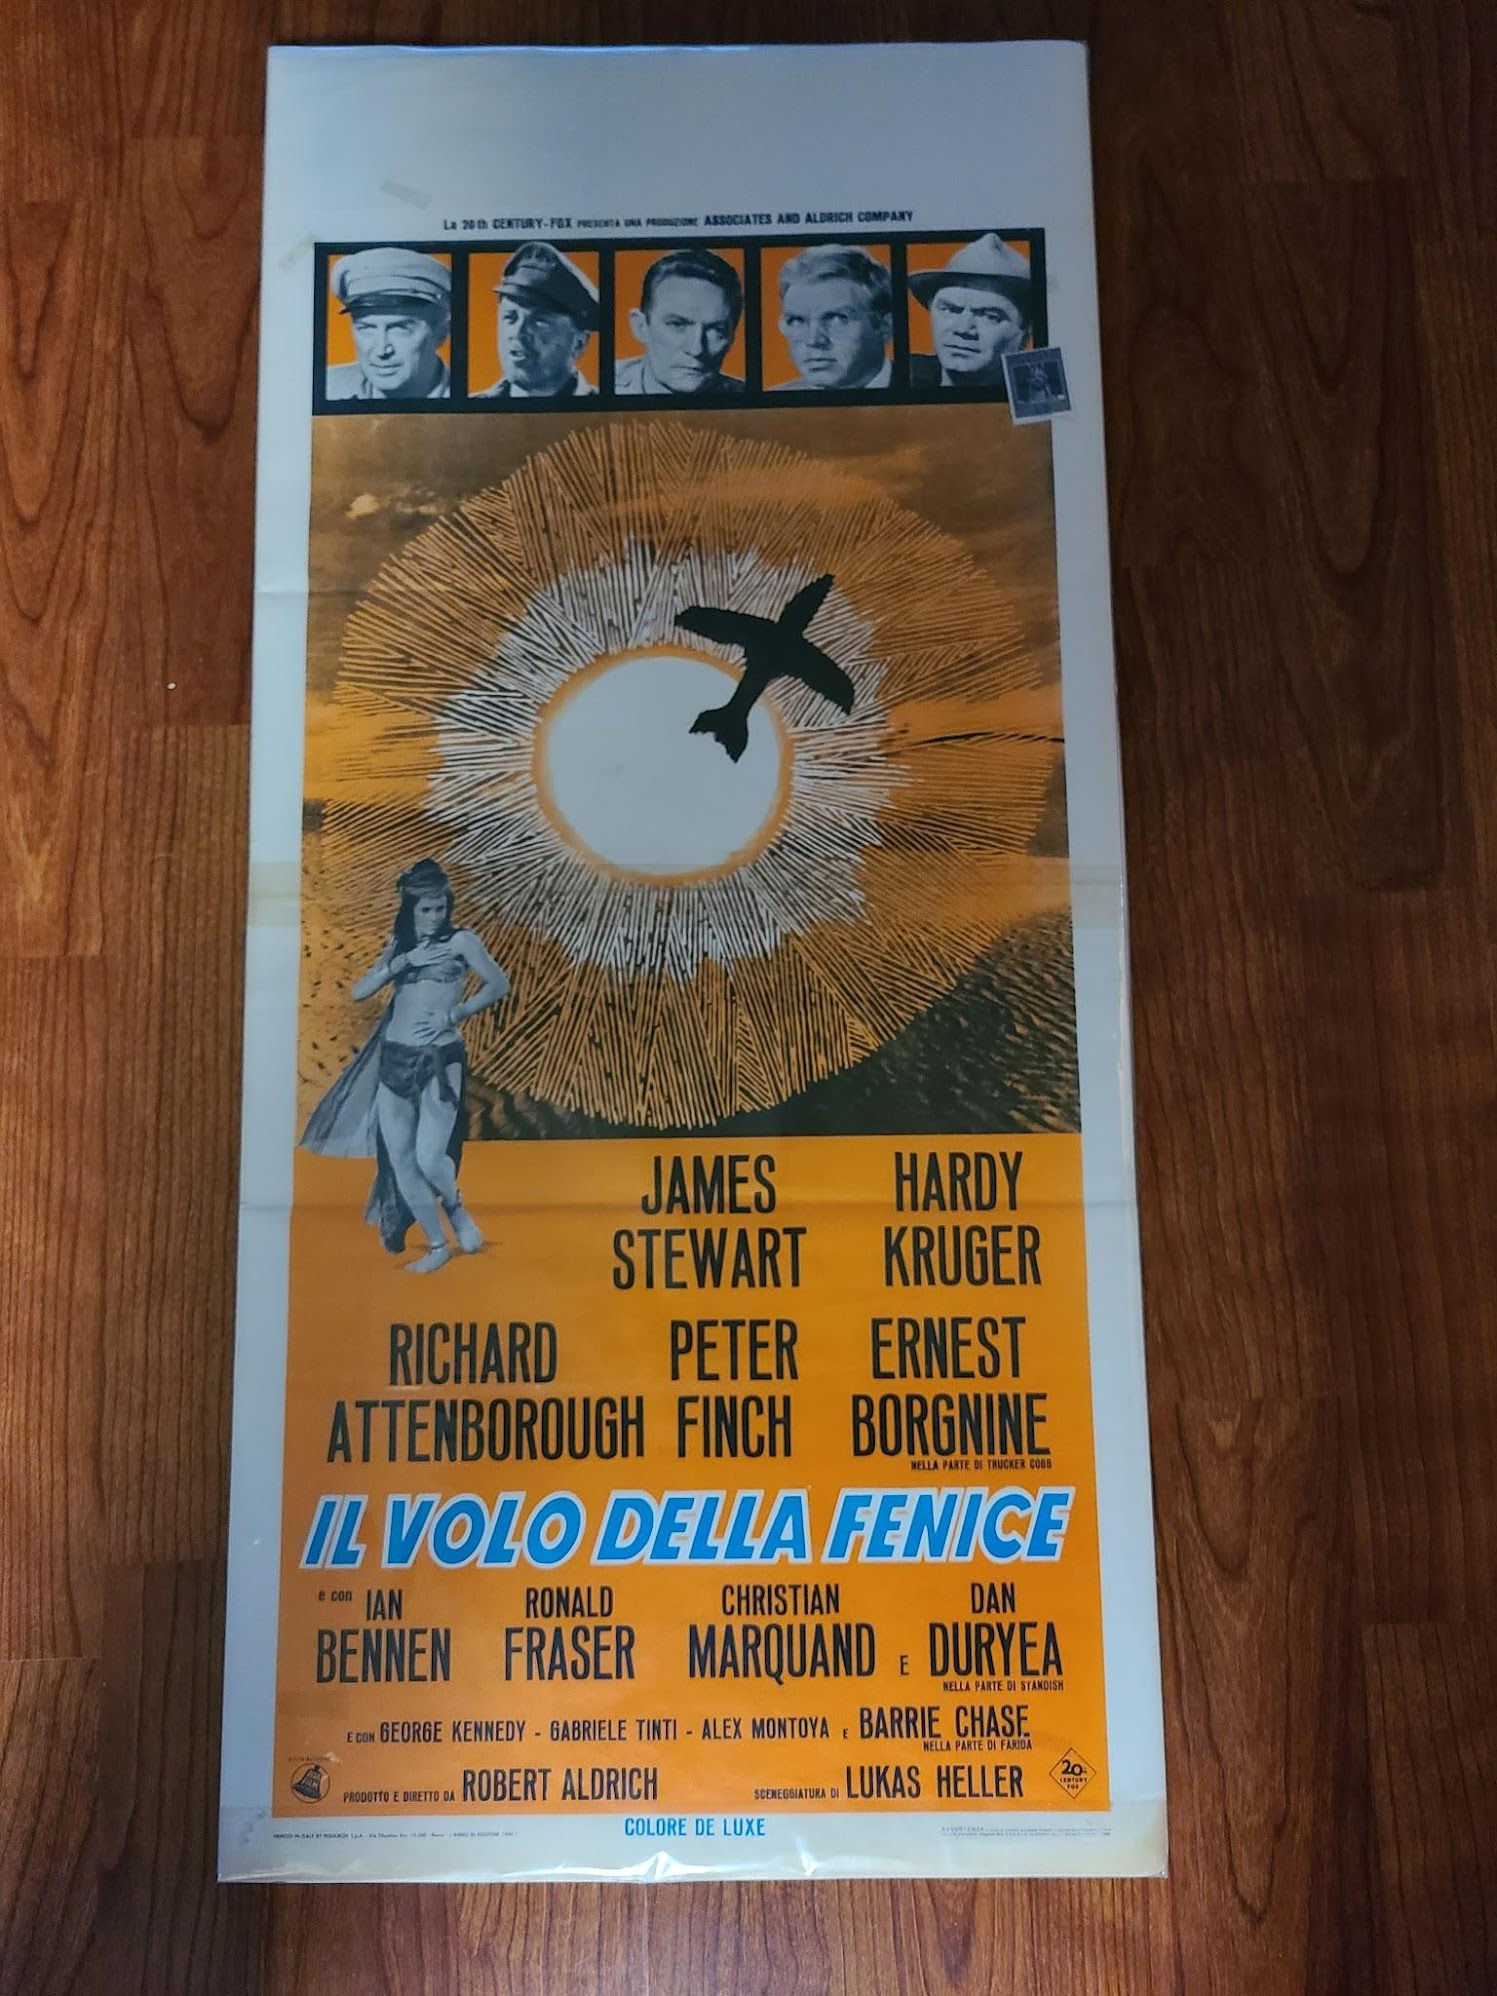 La 20th CENTURY-FOX PRESENTA UNA PRODUZIONE ASSOCIATES AND ALDRICH COMPANY
JAMES HARDY
STEWART KRUGER
RICHARD PETER ERNEST
ATTENBOROUGH FINCH BORGNINE
NELLA PARTE DI TRUCKER COBB
IL VOLO DELLA FENICE
e con IAN RONALD CHRISTIAN DAN
BENNEN FRASER MARQUAND E DURYEA
NELLA PARTE DI STANDISH
E CON GEORGE KENNEDY - GABRIELE TINTI - ALEX MONTOYA E BARRIE CHASE
NELLA PARTE DI FARIDA
PRODOTTO E DIRETTO DA ROBERT ALDRICH SCENEGGIATURA DI LUKAS HELLER
20th
CENTURY
FOX
COLORE DE LUXE